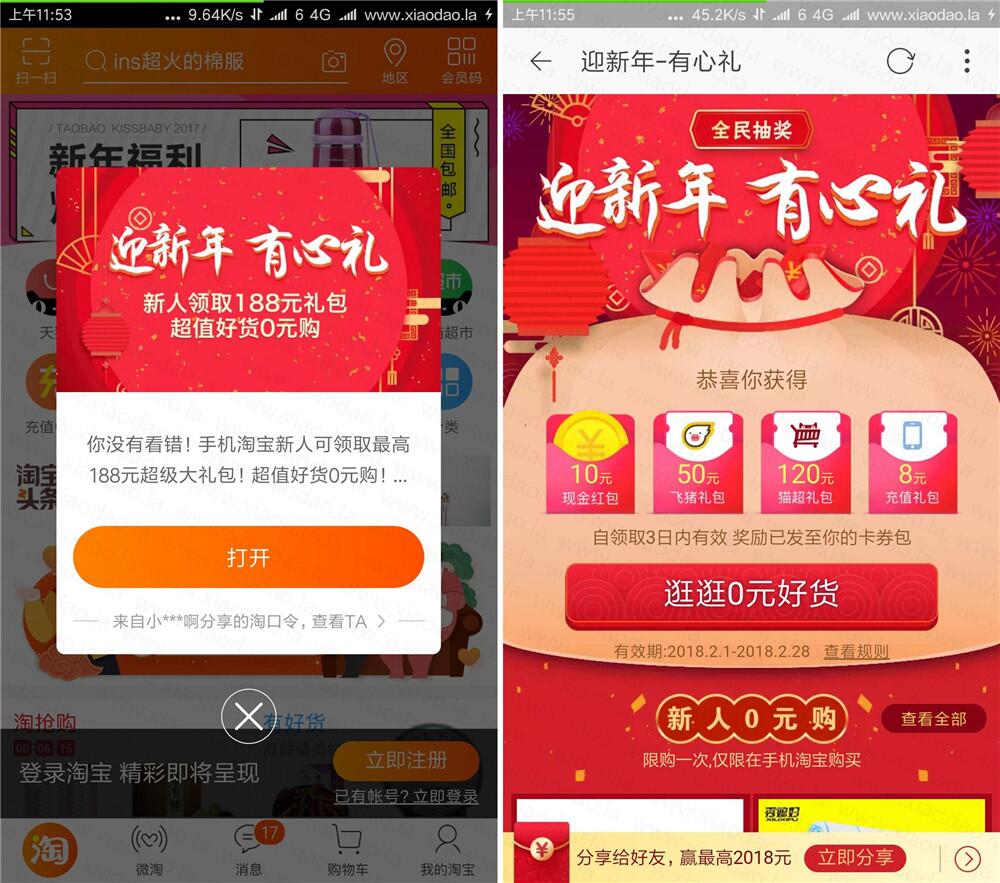 上午11:53
... 9.64K/s 6 4G www.xiaodao.la
扫一扫
ins超火的棉服
地区
会员码
/ TAOBAO KISSBABY 2017 /
新年福利
全国包邮。
迎新年 有心礼
新人领取188元礼包
超值好货0元购
充值
淘宝
头条
你没有看错！手机淘宝新人可领取最高
188元超级大礼包！超值好货0元购！...
打开
来自小***啊分享的淘口令，查看TA >
淘抢购
有好货
00:06:15
登录淘宝 精彩即将呈现
立即注册
已有帐号？立即登录
淘
微淘
17
消息
购物车
我的淘宝
上午11:55
... 45.2K/s 6 4G www.xiaodao.la
迎新年-有心礼
全民抽奖
迎新年 有心礼
恭喜你获得
10元
现金红包
50元
飞猪礼包
120元
猫超礼包
8元
充值礼包
自领取3日内有效 奖励已发至你的卡券包
逛逛0元好货
有效期:2018.2.1-2018.2.28 查看规则
新人0元购
查看全部
限购一次,仅限在手机淘宝购买
分享给好友，赢最高2018元
立即分享